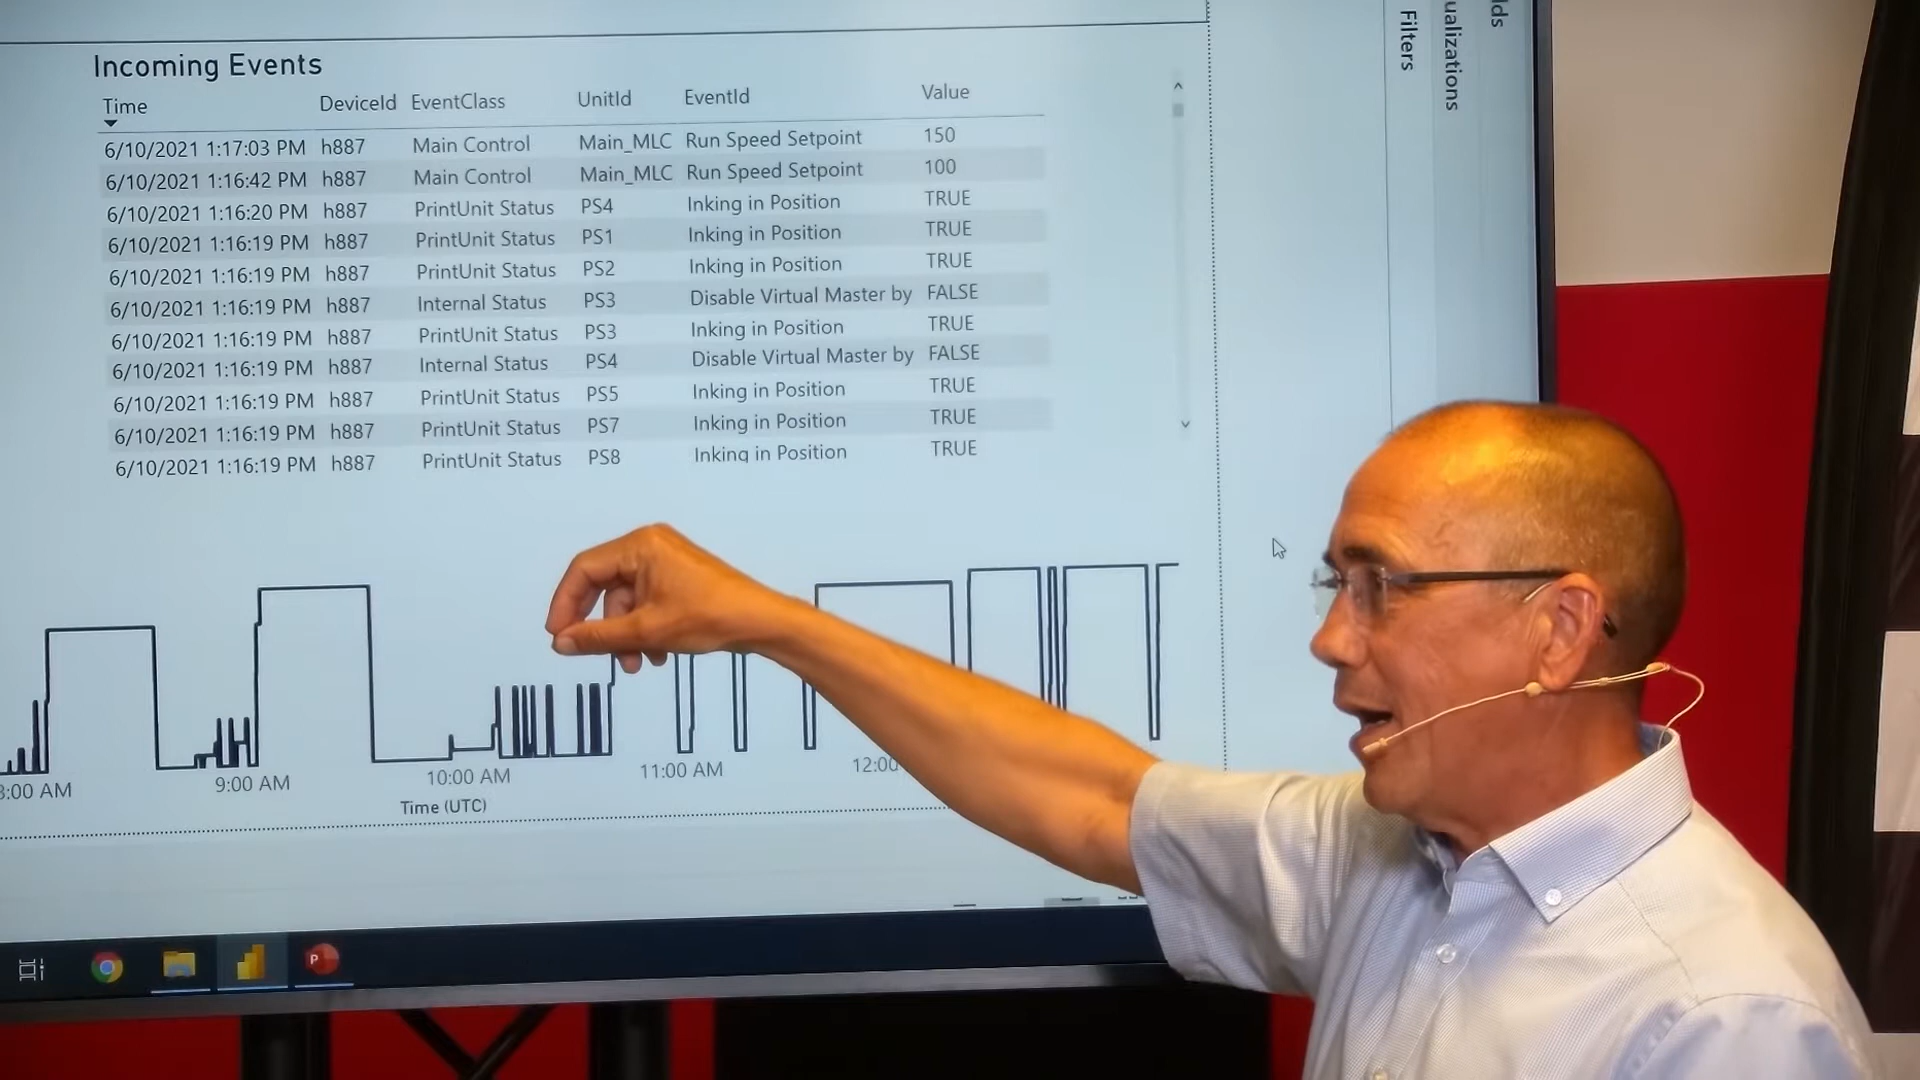 Incoming Events
Time DeviceId EventClass UnitId EventId Value
6/10/2021 1:17:03 PM h887 Main Control Main_MLC Run Speed Setpoint 150
6/10/2021 1:16:42 PM h887 Main Control Main_MLC Run Speed Setpoint 100
6/10/2021 1:16:20 PM h887 PrintUnit Status PS4 Inking in Position TRUE
6/10/2021 1:16:19 PM h887 PrintUnit Status PS1 Inking in Position TRUE
6/10/2021 1:16:19 PM h887 PrintUnit Status PS2 Inking in Position TRUE
6/10/2021 1:16:19 PM h887 Internal Status PS3 Disable Virtual Master by FALSE
6/10/2021 1:16:19 PM h887 PrintUnit Status PS3 Inking in Position TRUE
6/10/2021 1:16:19 PM h887 Internal Status PS4 Disable Virtual Master by FALSE
6/10/2021 1:16:19 PM h887 PrintUnit Status PS5 Inking in Position TRUE
6/10/2021 1:16:19 PM h887 PrintUnit Status PS7 Inking in Position TRUE
6/10/2021 1:16:19 PM h887 PrintUnit Status PS8 Inking in Position TRUE
:00 AM 9:00 AM 10:00 AM 11:00 AM 12:00
Time (UTC)
Filters
ualizations
lds
P